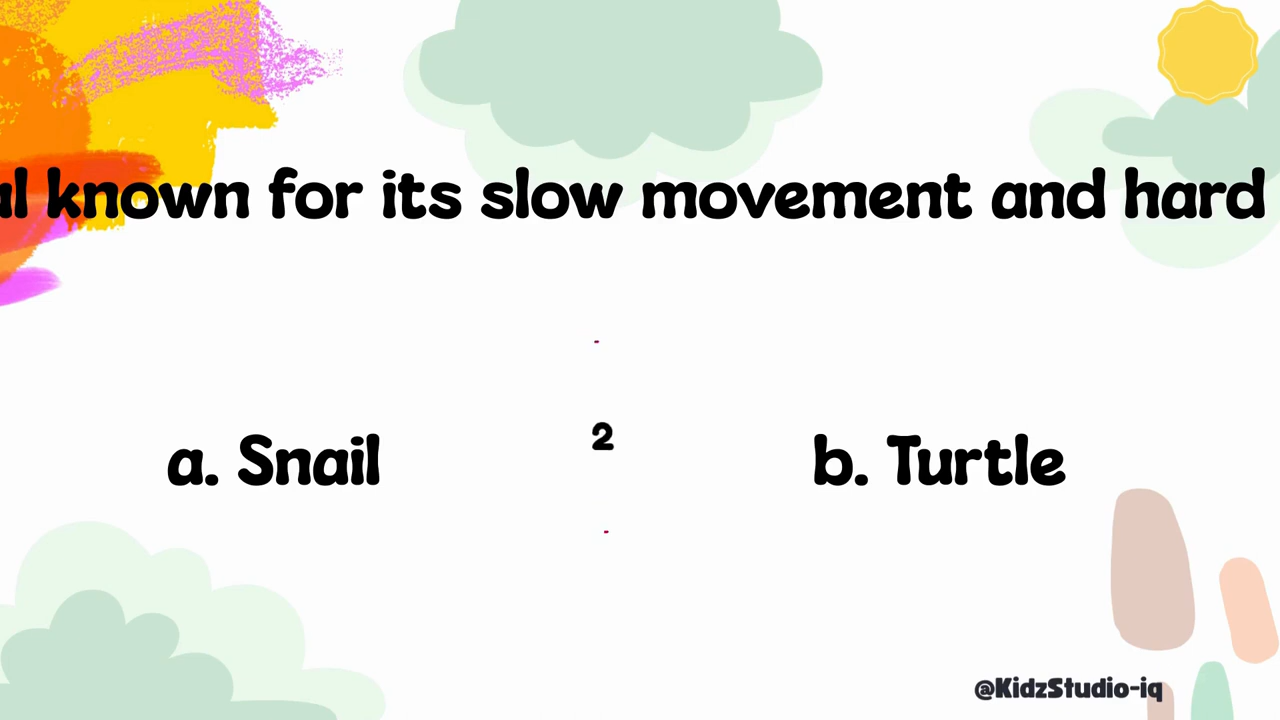 known for its slow movement and hard
2
a. Snail
b. Turtle
@KidzStudio-iq